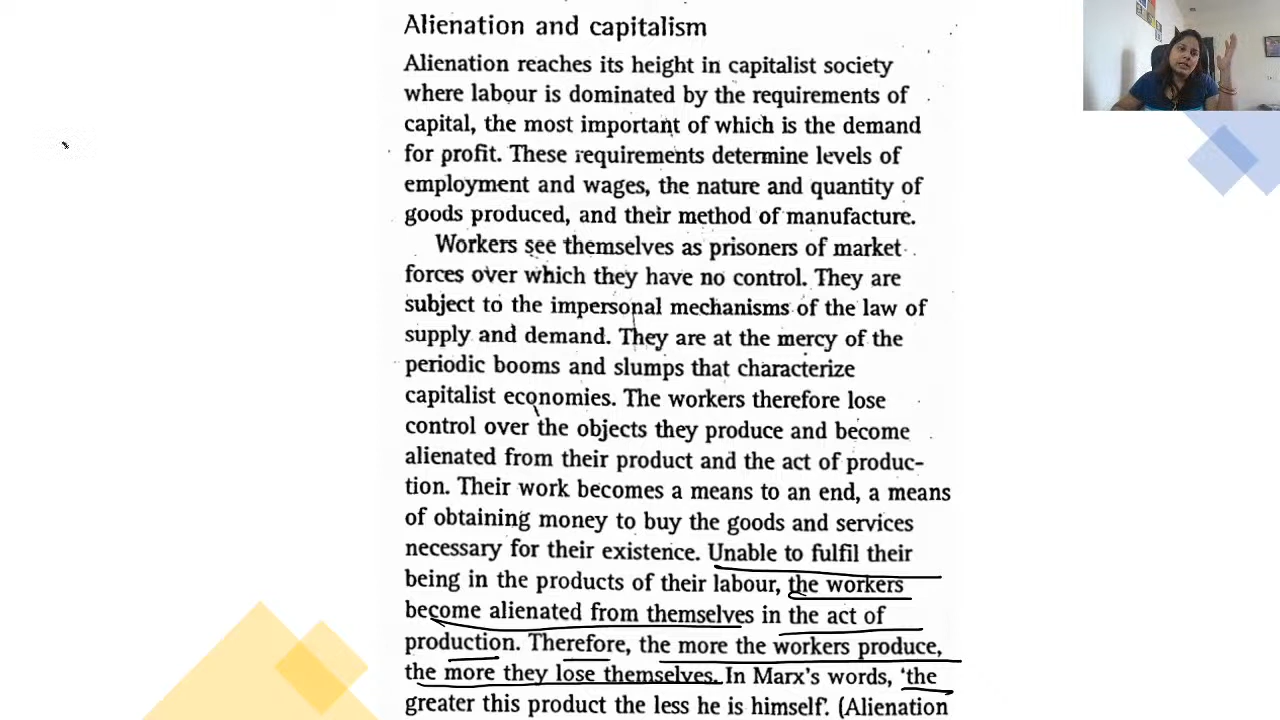 Alienation and capitalism
Alienation reaches its height in capitalist society
where labour is dominated by the requirements of
capital, the most important of which is the demand
for profit. These requirements determine levels of
employment and wages, the nature and quantity of
goods produced, and their method of manufacture.
Workers see themselves as prisoners of market
forces over which they have no control. They are
subject to the impersonal mechanisms of the law of
supply and demand. They are at the mercy of the
periodic booms and slumps that characterize
capitalist economies. The workers therefore lose
control over the objects they produce and become
alienated from their product and the act of produc-
tion. Their work becomes a means to an end, a means
of obtaining money to buy the goods and services
necessary for their existence. Unable to fulfil their
being in the products of their labour, the workers
become alienated from themselves in the act of
production. Therefore, the more the workers produce,
the more they lose themselves. In Marx's words, 'the
greater this product the less he is himself'. (Alienation